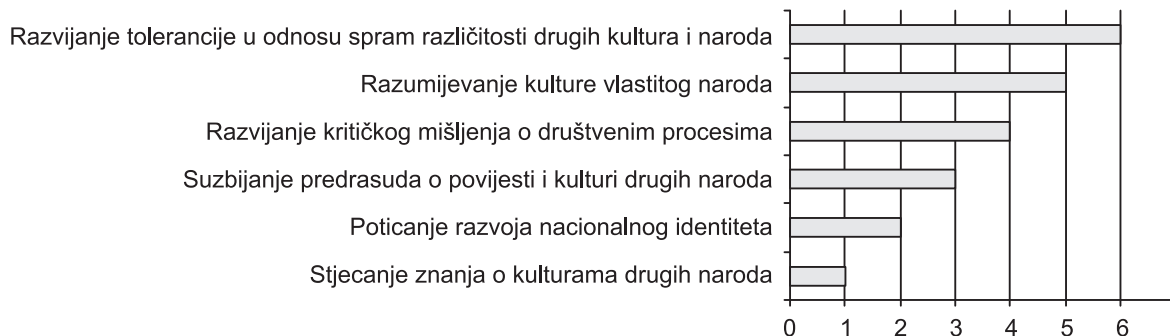 Razvijanje tolerancije u odnosu spram različitosti drugih kultura i naroda
Razumijevanje kulture vlastitog naroda
Razvijanje kritičkog mišljenja o društvenim procesima
Suzbijanje predrasuda o povijesti i kulturi drugih naroda
Poticanje razvoja nacionalnog identiteta
Stjecanje znanja o kulturama drugih naroda
0 1 2 3 4 5 6